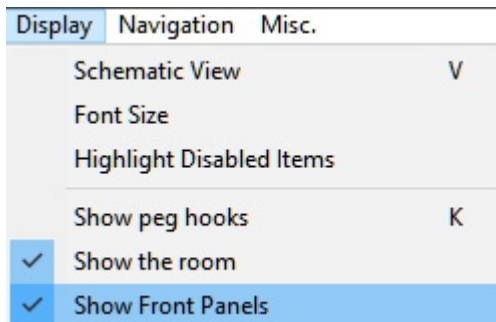 Display Navigation Misc.
Schematic View V
Font Size
Highlight Disabled Items
Show peg hooks K
Show the room
Show Front Panels